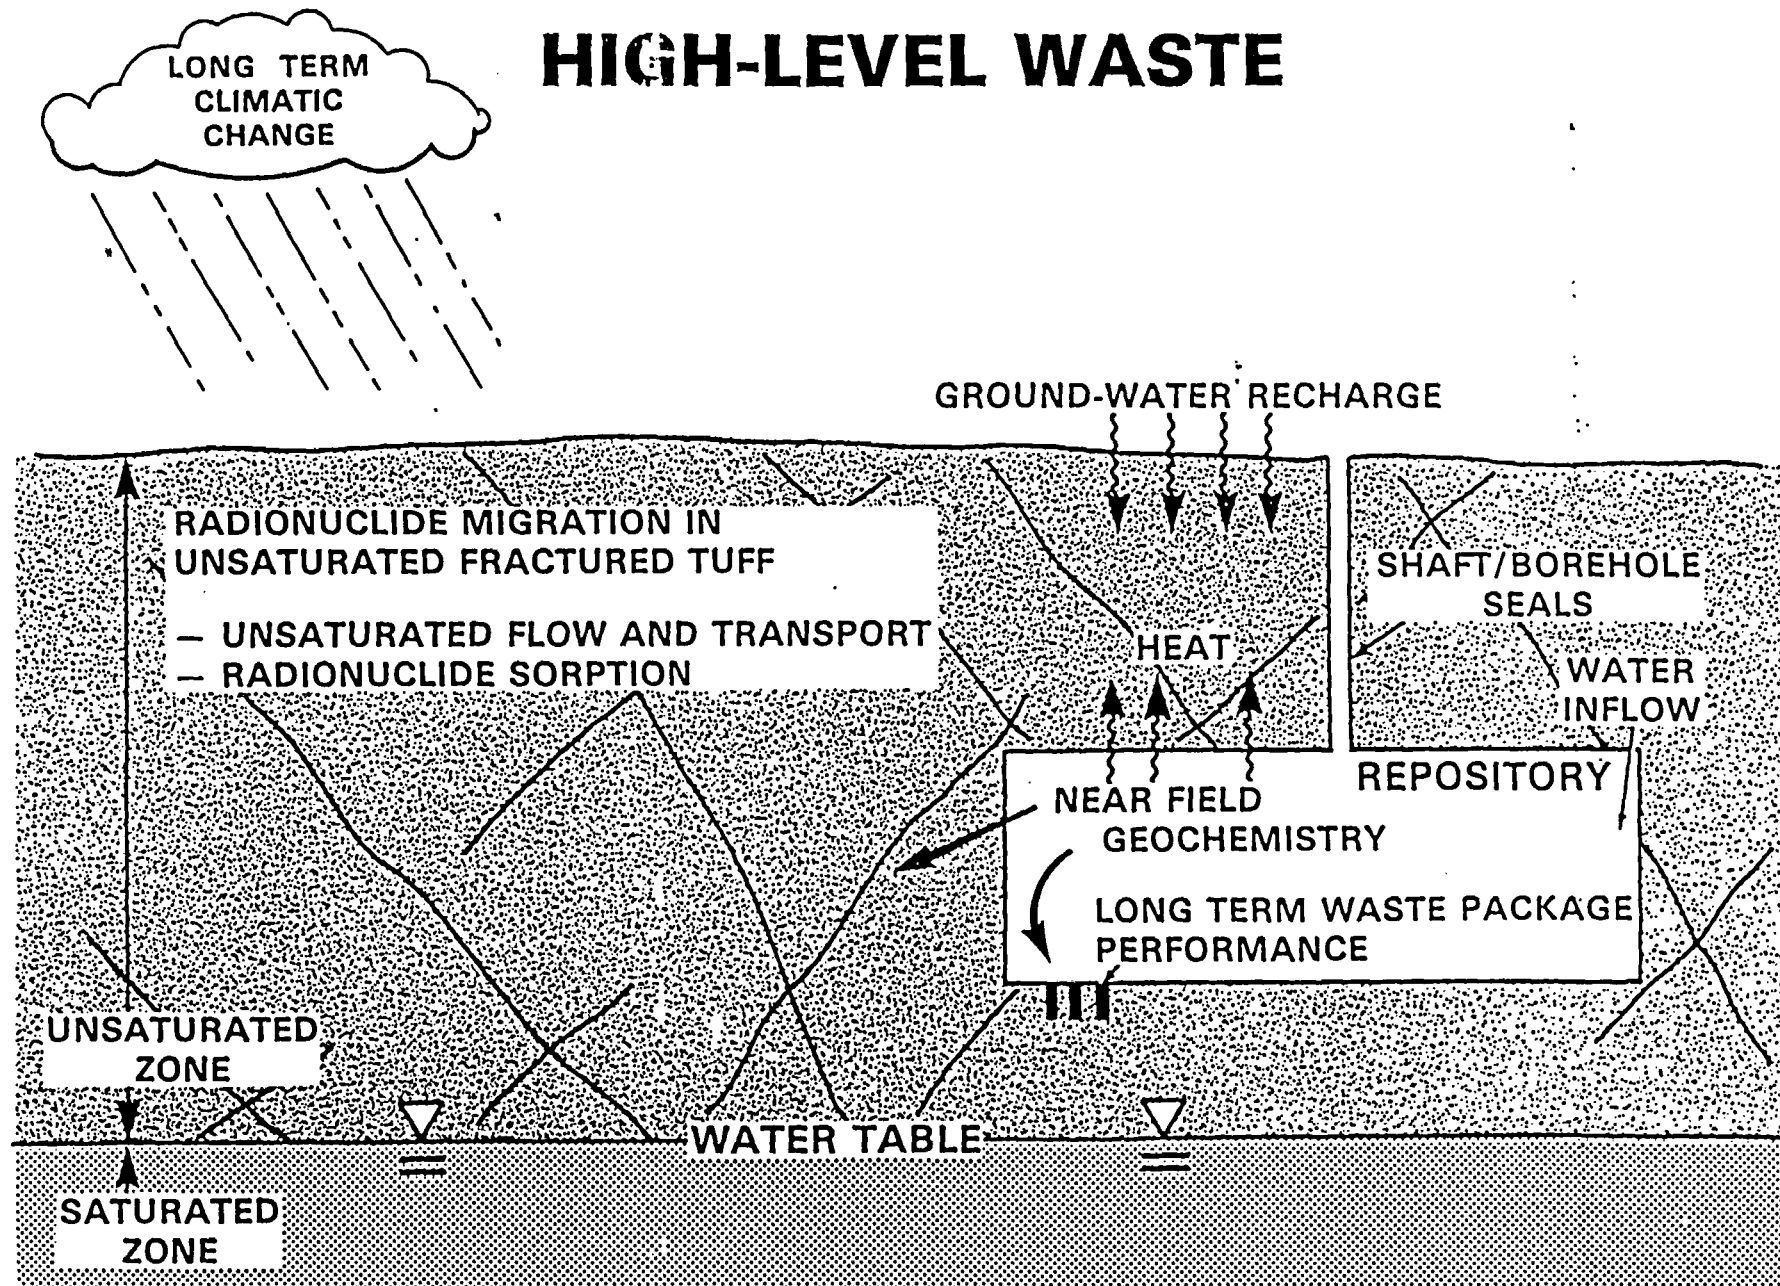 HIGH-LEVEL WASTE
LONG TERM
CLIMATIC
CHANGE
GROUND-WATER RECHARGE
RADIONUCLIDE MIGRATION IN
UNSATURATED FRACTURED TUFF
– UNSATURATED FLOW AND TRANSPORT
– RADIONUCLIDE SORPTION
HEAT
SHAFT/BOREHOLE
SEALS
WATER
INFLOW
REPOSITORY
NEAR FIELD
GEOCHEMISTRY
LONG TERM WASTE PACKAGE
PERFORMANCE
UNSATURATED
ZONE
WATER TABLE
SATURATED
ZONE